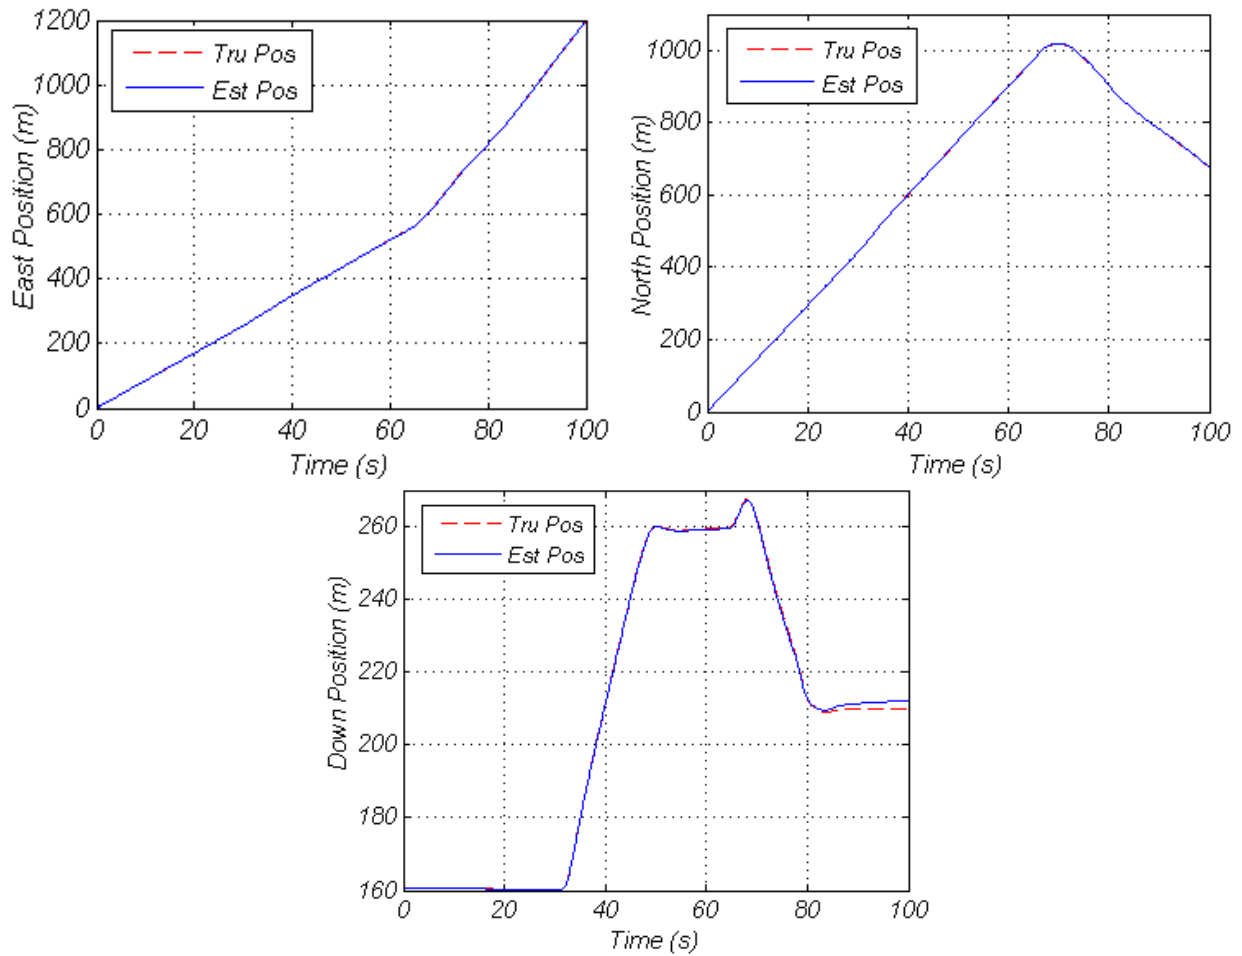 1200
1000
800
600
400
200
0
East Position (m)
Tru Pos
Est Pos
0 20 40 60 80 100
Time (s)
1000
800
600
400
200
0
North Position (m)
Tru Pos
Est Pos
0 20 40 60 80 100
Time (s)
260
240
220
200
180
160
Down Position (m)
Tru Pos
Est Pos
0 20 40 60 80 100
Time (s)